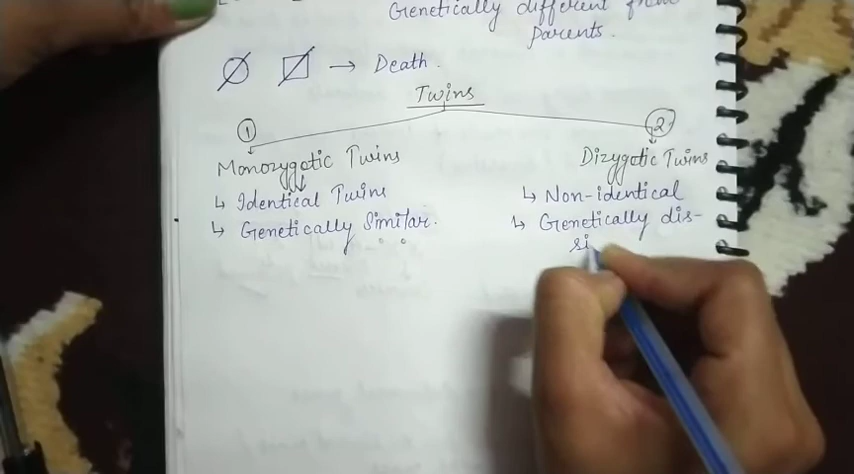 Genetically different from
Parents.
→ Death.
Twins
1
2
Monozygotic Twins
Dizygotic Twins
↳ Identical Twins
↳ Non-identical
↳ Genetically Similar.
↳ Genetically dis-
si